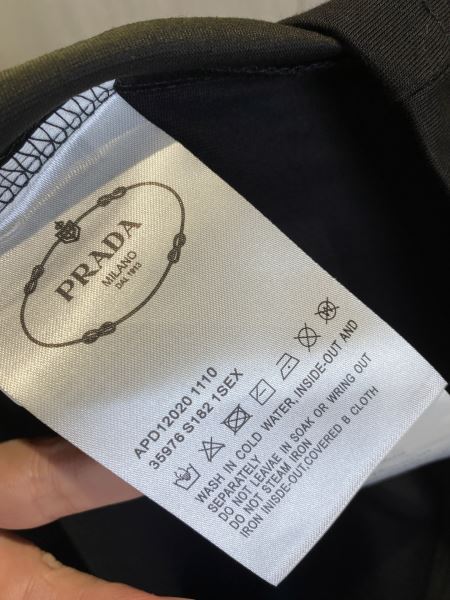 PRADA
MILANO
DAL 1913
APD12020 1110
35976 S182 1SEX
WASH IN COLD WATER, INSIDE-OUT AND
SEPARATELY
DO NOT LEAVAE IN SOAK OR WRING OUT
DO NOT STEAM IRON
IRON INISDE-OUT,COVERED B CLOTH